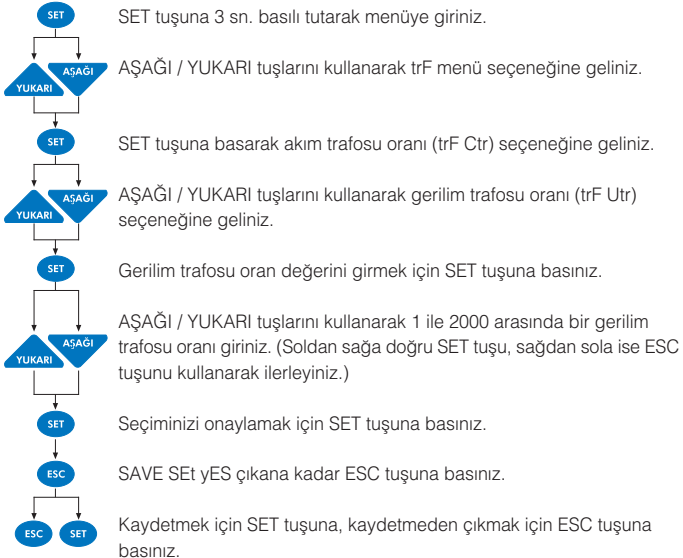 SET
SET tuşuna 3 sn. basılı tutarak menüye giriniz.
YUKARI
AŞAĞI
AŞAĞI / YUKARI tuşlarını kullanarak trF menü seçeneğine geliniz.
SET
SET tuşuna basarak akım trafosu oranı (trF Ctr) seçeneğine geliniz.
YUKARI
AŞAĞI
AŞAĞI / YUKARI tuşlarını kullanarak gerilim trafosu oranı (trF Utr)
seçeneğine geliniz.
SET
Gerilim trafosu oran değerini girmek için SET tuşuna basınız.
YUKARI
AŞAĞI
AŞAĞI / YUKARI tuşlarını kullanarak 1 ile 2000 arasında bir gerilim
trafosu oranı giriniz. (Soldan sağa doğru SET tuşu, sağdan sola ise ESC
tuşunu kullanarak ilerleyiniz.)
SET
Seçiminizi onaylamak için SET tuşuna basınız.
ESC
SAVE SEt yES çıkana kadar ESC tuşuna basınız.
ESC
SET
Kaydetmek için SET tuşuna, kaydetmeden çıkmak için ESC tuşuna
basınız.